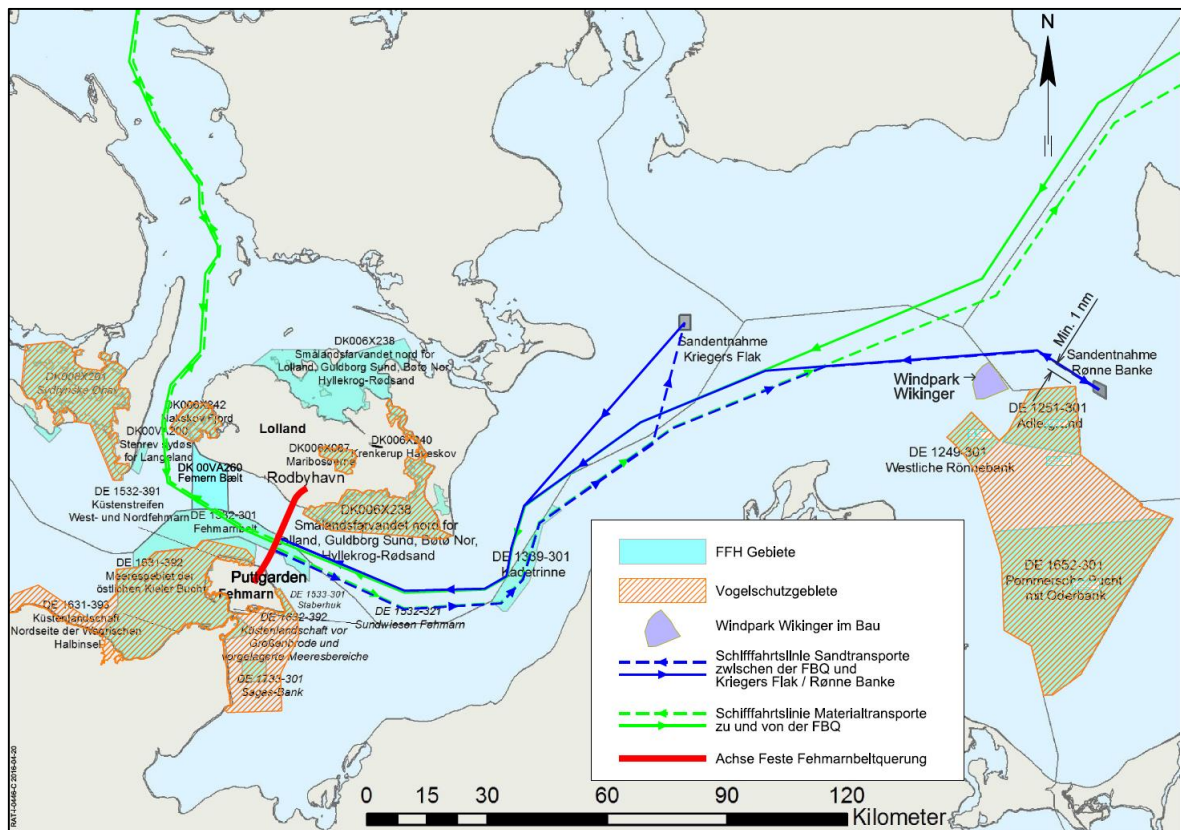 N
DK006X238
Smålandsfarvandet nord for
Lolland, Guldborg Sund, Bøtø Nor,
Hyllekrog-Rødsand
Sandentnahme
Kriegers Flak
Min. 1 nm
Sandentnahme
Rønne Banke
Windpark
Wikinger
DK008X201
Sydfynske Øhav
DK006X242
Nakskov Fjord
DK00VA200
Stenrev sydøst
for Langeland
Lolland
DK006X087
Maribosøerne
DK006X240
Krenkerup Haveskov
DE 1251-301
Adlergrund
DE 1249-301
Westliche Rönnebank
DK 00VA260
Femern Bælt
Rodbyhavn
DE 1532-391
Küstenstreifen
West- und Nordfehmarn
DE 1332-301
Fehmarnbelt
DK006X238
Smålandsfarvandet nord for
Lolland, Guldborg Sund, Bøtø Nor,
Hyllekrog-Rødsand
DE 1339-301
Kadetrinne
DE 1631-392
Meeresgebiet der
östlichen Kieler Bucht
Puttgarden
Fehmarn
DE 1533-301
Staberhuk
DE 1532-321
Sundwiesen Fehmarn
DE 1631-393
Küstenlandschaft
Nordseite der Wagrischen
Halbinsel
DE 1632-392
Küstenlandschaft vor
Großenbrode und
vorgelagerte Meeresbereiche
DE 1733-301
Sagas-Bank
DE 1652-301
Pommersche Bucht
mit Oderbank
FFH Gebiete
Vogelschutzgebiete
Windpark Wikinger im Bau
Schifffahrtslinie Sandtransporte
zwischen der FBQ und
Kriegers Flak / Rønne Banke
Schifffahrtslinie Materialtransporte
zu und von der FBQ
Achse Feste Fehmarnbeltquerung
0 15 30 60 90 120
Kilometer
RAT-I-0446-C 2016-04-20